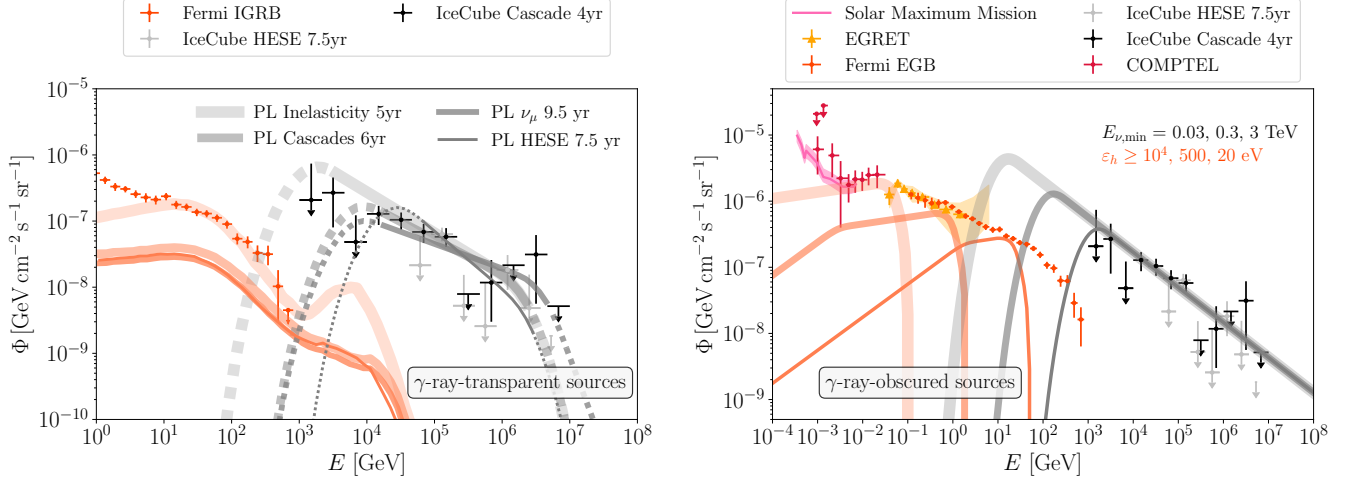 Fermi IGRB
IceCube HESE 7.5yr
IceCube Cascade 4yr
PL Inelasticity 5yr
PL Cascades 6yr
PL ν_μ 9.5 yr
PL HESE 7.5 yr
γ-ray-transparent sources
Φ [GeV cm⁻² s⁻¹ sr⁻¹]
10⁻⁵
10⁻⁶
10⁻⁷
10⁻⁸
10⁻⁹
10⁻¹⁰
10⁰ 10¹ 10² 10³ 10⁴ 10⁵ 10⁶ 10⁷ 10⁸
E [GeV]
Solar Maximum Mission
EGRET
Fermi EGB
IceCube HESE 7.5yr
IceCube Cascade 4yr
COMPTEL
E_ν,min = 0.03, 0.3, 3 TeV
ε_h ≥ 10⁴, 500, 20 eV
γ-ray-obscured sources
Φ [GeV cm⁻² s⁻¹ sr⁻¹]
10⁻⁵
10⁻⁶
10⁻⁷
10⁻⁸
10⁻⁹
10⁻⁴ 10⁻³ 10⁻² 10⁻¹ 10⁰ 10¹ 10² 10³ 10⁴ 10⁵ 10⁶ 10⁷ 10⁸
E [GeV]